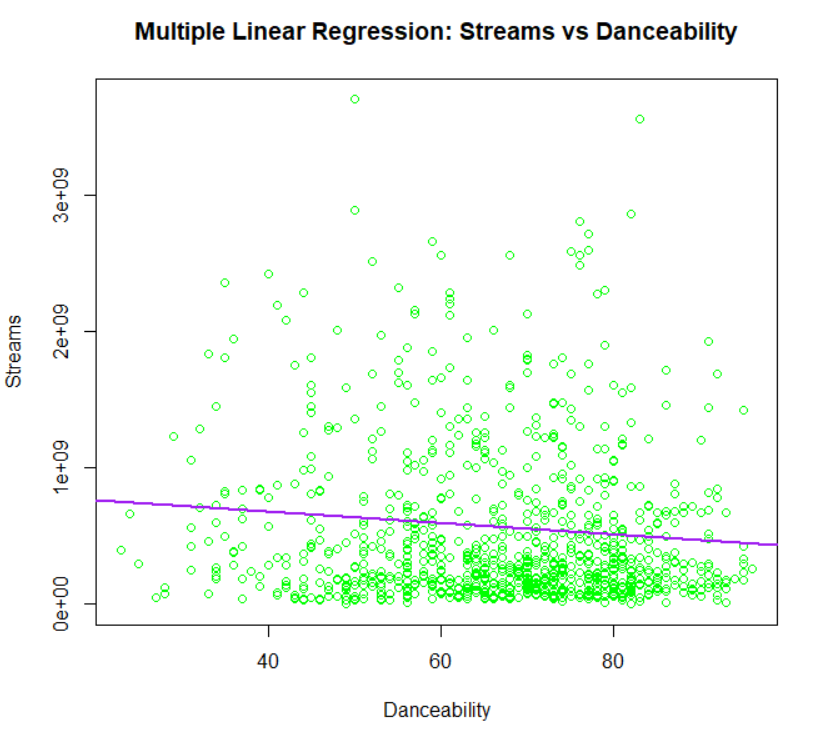 Multiple Linear Regression: Streams vs Danceability
3e+09
2e+09
1e+09
0e+00
Streams
40 60 80
Danceability